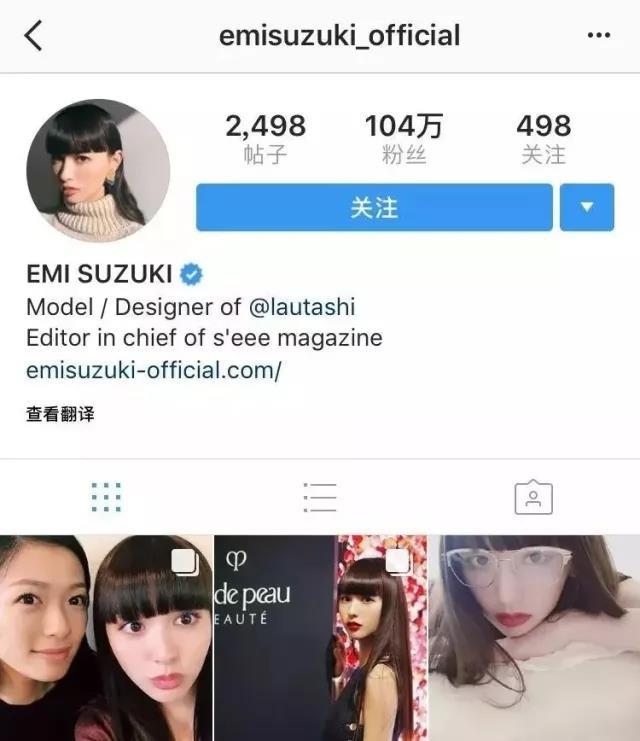 emisuzuki_official
2,498 104万 498
帖子 粉丝 关注
关注
EMI SUZUKI
Model / Designer of @lautashi
Editor in chief of s'eee magazine
emisuzuki-official.com/
查看翻译
de peau
EAUTÉ